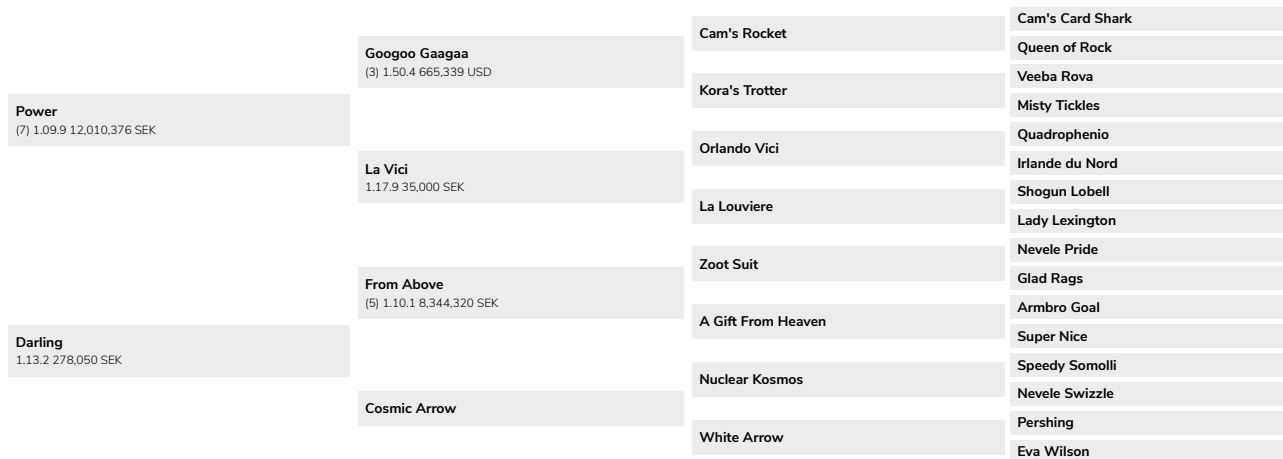 Power
(7) 1.09.9 12,010,376 SEK
Darling
1.13.2 278,050 SEK
Googoo Gaagaa
(3) 1.50.4 665,339 USD
La Vici
1.17.9 35,000 SEK
From Above
(5) 1.10.1 8,344,320 SEK
Cosmic Arrow
Cam's Rocket
Kora's Trotter
Orlando Vici
La Louviere
Zoot Suit
A Gift From Heaven
Nuclear Kosmos
White Arrow
Cam's Card Shark
Queen of Rock
Veeba Rova
Misty Tickles
Quadrophenio
Irlande du Nord
Shogun Lobell
Lady Lexington
Nevele Pride
Glad Rags
Armbro Goal
Super Nice
Speedy Somolli
Nevele Swizzle
Pershing
Eva Wilson